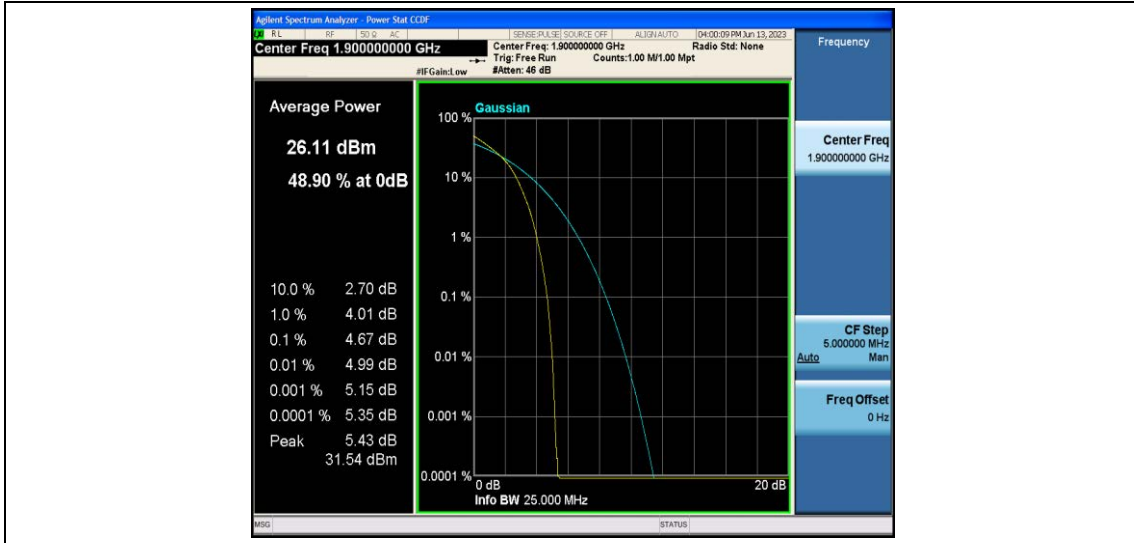 Agilent Spectrum Analyzer - Power Stat CCDF
RL RF 50 Ω AC SENSE:PULSE SOURCE OFF ALIGNAUTO 04:00:09 PM Jun 13, 2023
Center Freq 1.900000000 GHz
Center Freq: 1.900000000 GHz Radio Std: None
Trig: Free Run Counts:1.00 M/1.00 Mpt
#IFGain:Low #Atten: 46 dB
Frequency
Average Power
26.11 dBm
48.90 % at 0dB
10.0 % 2.70 dB
1.0 % 4.01 dB
0.1 % 4.67 dB
0.01 % 4.99 dB
0.001 % 5.15 dB
0.0001 % 5.35 dB
Peak 5.43 dB
31.54 dBm
Gaussian
100 %
10 %
1 %
0.1 %
0.01 %
0.001 %
0.0001 %
0 dB 20 dB
Info BW 25.000 MHz
Center Freq
1.900000000 GHz
CF Step
5.000000 MHz
Auto Man
Freq Offset
0 Hz
MSG STATUS